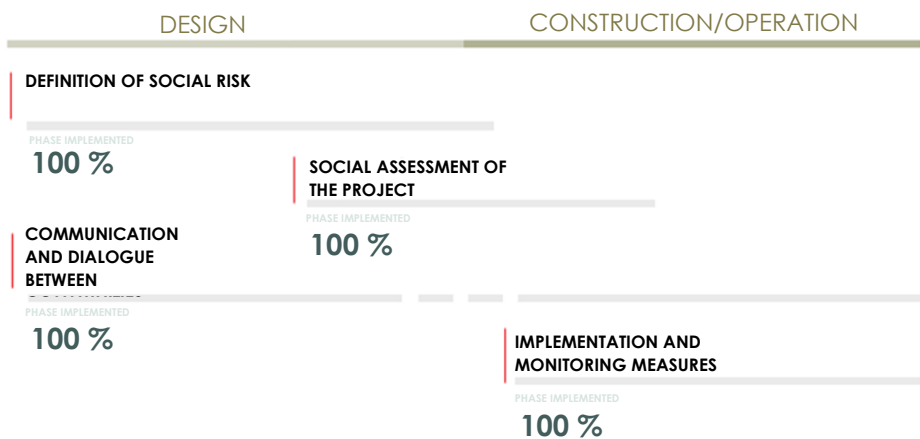 DESIGN
CONSTRUCTION/OPERATION
DEFINITION OF SOCIAL RISK
PHASE IMPLEMENTED
100 %
SOCIAL ASSESSMENT OF
THE PROJECT
PHASE IMPLEMENTED
100 %
COMMUNICATION
AND DIALOGUE
BETWEEN
PHASE IMPLEMENTED
100 %
IMPLEMENTATION AND
MONITORING MEASURES
PHASE IMPLEMENTED
100 %